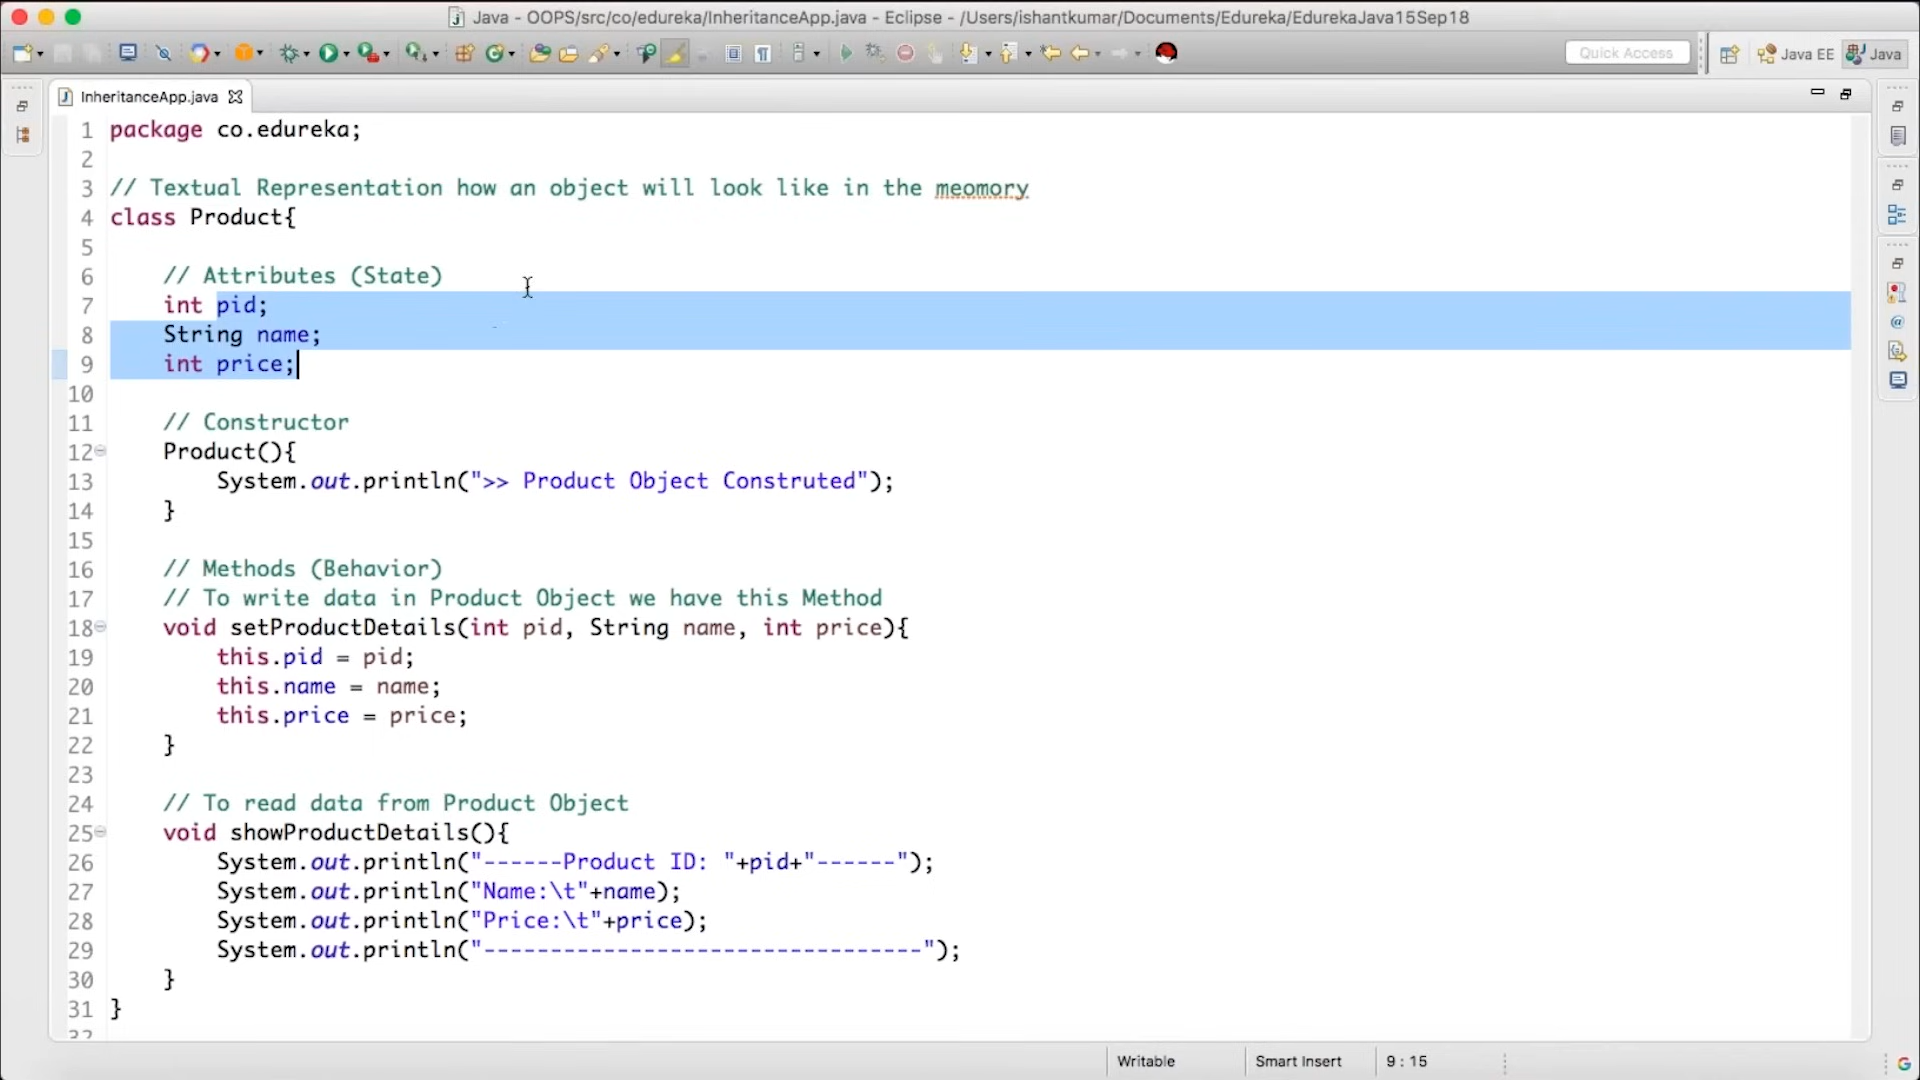 Java - OOPS/src/co/edureka/InheritanceApp.java - Eclipse - /Users/ishantkumar/Documents/Edureka/EdurekaJava15Sep18
Quick Access
Java EE
Java
InheritanceApp.java
1 package co.edureka;
2
3 // Textual Representation how an object will look like in the meomory
4 class Product{
5
6 // Attributes (State)
7 int pid;
8 String name;
9 int price;
10
11 // Constructor
12 Product(){
13 System.out.println(">> Product Object Construted");
14 }
15
16 // Methods (Behavior)
17 // To write data in Product Object we have this Method
18 void setProductDetails(int pid, String name, int price){
19 this.pid = pid;
20 this.name = name;
21 this.price = price;
22 }
23
24 // To read data from Product Object
25 void showProductDetails(){
26 System.out.println("------Product ID: "+pid+"------");
27 System.out.println("Name:\t"+name);
28 System.out.println("Price:\t"+price);
29 System.out.println("---------------------------------");
30 }
31 }
32
Writable
Smart Insert
9 : 15